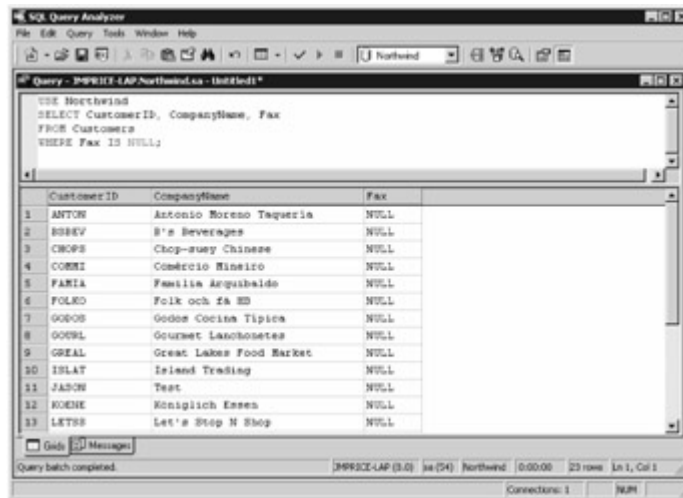 SQL Query Analyzer
File Edit Query Tools Window Help
Northwind
Query - JMPRICE-LAP.Northwind.sa - Untitled1*
USE Northwind
SELECT CustomerID, CompanyName, Fax
FROM Customers
WHERE Fax IS NULL;
CustomerID CompanyName Fax
1 ANTON Antonio Moreno Taquería NULL
2 BSBEV B's Beverages NULL
3 CHOPS Chop-suey Chinese NULL
4 COMMI Comércio Mineiro NULL
5 FAMIA Familia Arquibaldo NULL
6 FOLKO Folk och fä HB NULL
7 GODOS Godos Cocina Típica NULL
8 GOURL Gourmet Lanchonetes NULL
9 GREAL Great Lakes Food Market NULL
10 ISLAT Island Trading NULL
11 JASON Test NULL
12 KOENE Königlich Essen NULL
13 LETSS Let's Stop N Shop NULL
Grids Messages
Query batch completed. JMPRICE-LAP (8.0) sa (54) Northwind 0:00:00 23 rows Ln 1, Col 1
Connections: 1 NUM